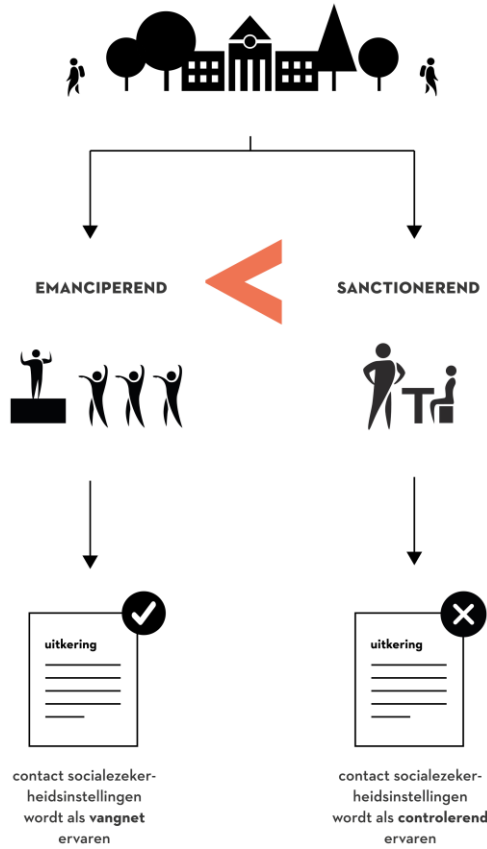 EMANCIPEREND
SANCTIONEREND
uitkering
uitkering
contact socialezeker-
heidsinstellingen
wordt als vangnet
ervaren
contact socialezeker-
heidsinstellingen
wordt als controlerend
ervaren